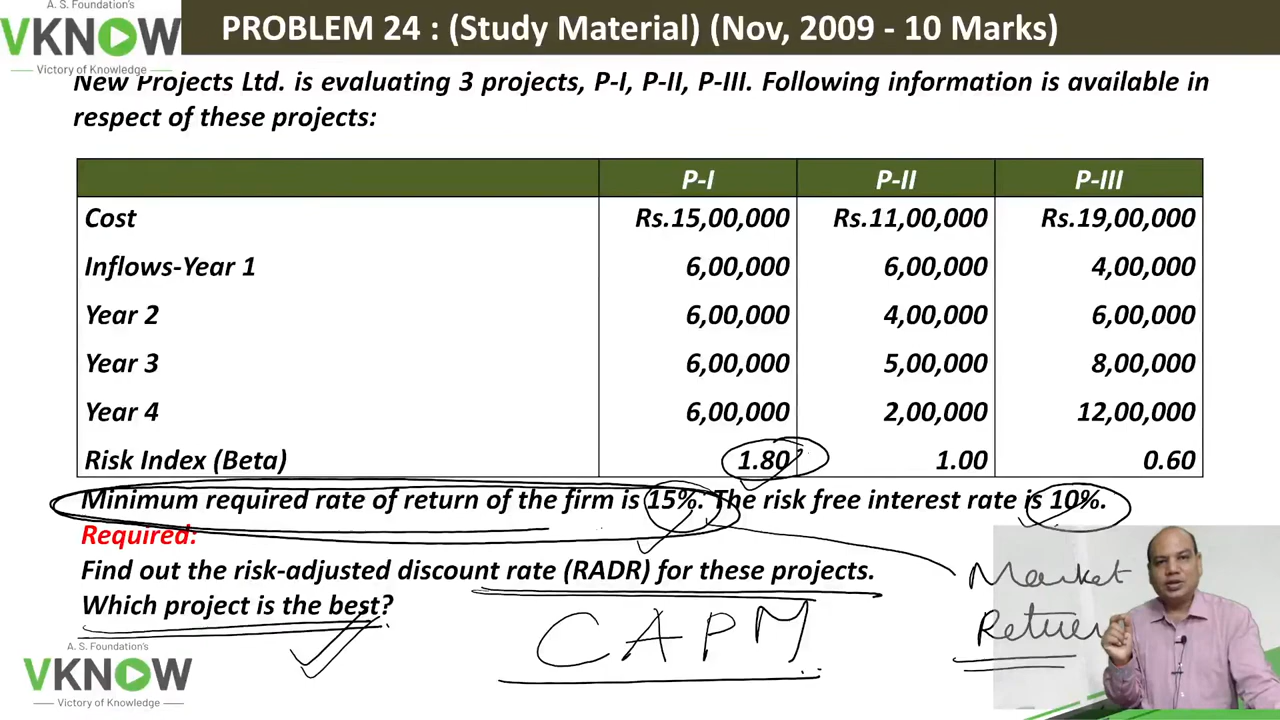 A. S. Foundation's
VKNOW
Victory of Knowledge
PROBLEM 24 : (Study Material) (Nov, 2009 - 10 Marks)
New Projects Ltd. is evaluating 3 projects, P-I, P-II, P-III. Following information is available in
respect of these projects:
P-I P-II P-III
Cost Rs.15,00,000 Rs.11,00,000 Rs.19,00,000
Inflows-Year 1 6,00,000 6,00,000 4,00,000
Year 2 6,00,000 4,00,000 6,00,000
Year 3 6,00,000 5,00,000 8,00,000
Year 4 6,00,000 2,00,000 12,00,000
Risk Index (Beta) 1.80 1.00 0.60
Minimum required rate of return of the firm is 15%. The risk free interest rate is 10%.
Required:
Find out the risk-adjusted discount rate (RADR) for these projects.
Which project is the best?
CAPM
Market
Return
A. S. Foundation's
VKNOW
Victory of Knowledge